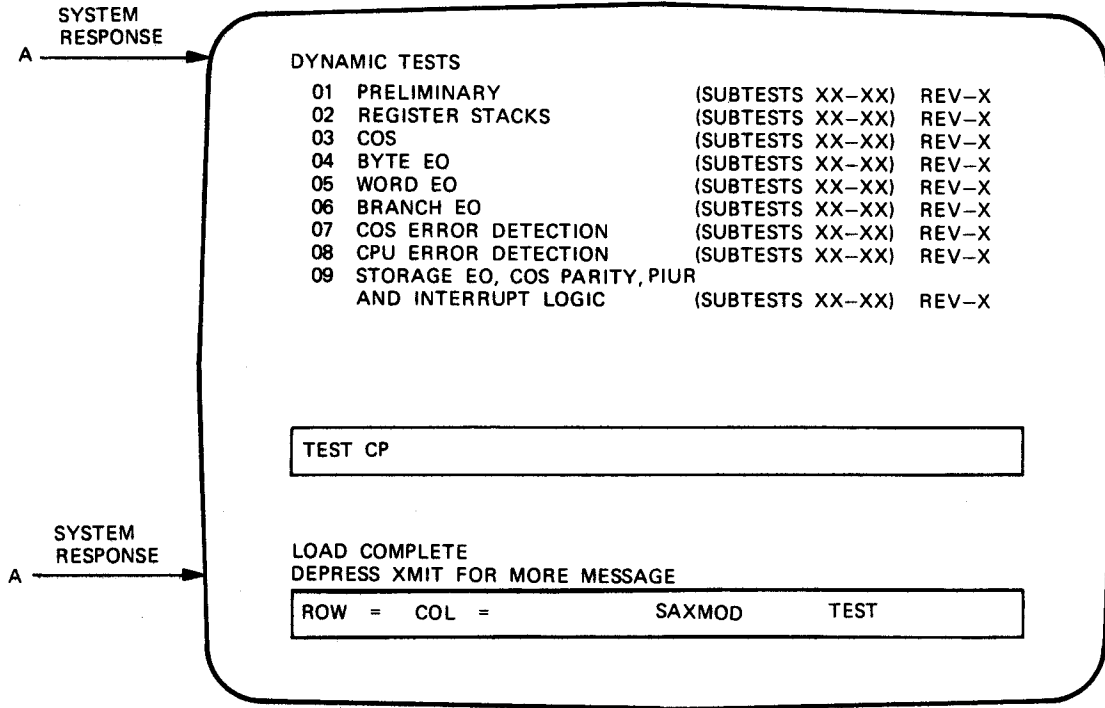 SYSTEM
RESPONSE
A
DYNAMIC TESTS
01 PRELIMINARY (SUBTESTS XX-XX) REV-X
02 REGISTER STACKS (SUBTESTS XX-XX) REV-X
03 COS (SUBTESTS XX-XX) REV-X
04 BYTE EO (SUBTESTS XX-XX) REV-X
05 WORD EO (SUBTESTS XX-XX) REV-X
06 BRANCH EO (SUBTESTS XX-XX) REV-X
07 COS ERROR DETECTION (SUBTESTS XX-XX) REV-X
08 CPU ERROR DETECTION (SUBTESTS XX-XX) REV-X
09 STORAGE EO, COS PARITY, PIUR
AND INTERRUPT LOGIC (SUBTESTS XX-XX) REV-X
TEST CP
SYSTEM
RESPONSE
A
LOAD COMPLETE
DEPRESS XMIT FOR MORE MESSAGE
ROW = COL = SAXMOD TEST